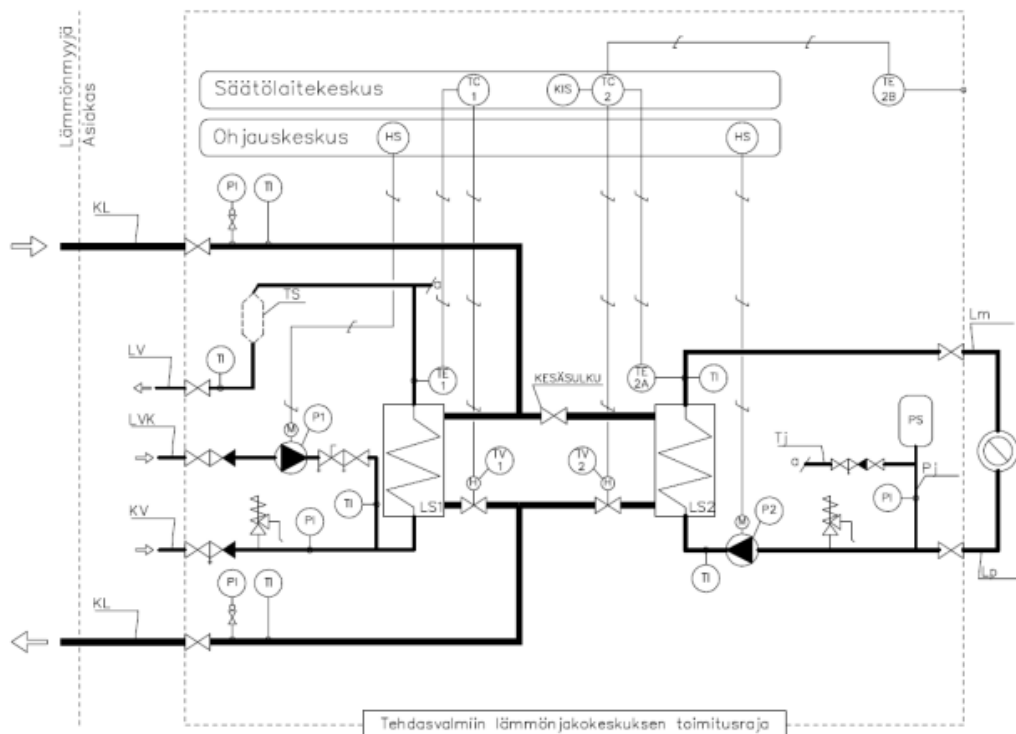 Lämmönmyyjä
Asiakas
Säätölaitekeskus
TC 1
KIS
TC 2
TE 2B
Ohjauskeskus
HS
HS
PI
TI
KL
TS
a
LV
TI
TE 1
KESÄSULKU
TE 2A
TI
Lm
LVK
M
P1
TV 1
TV 2
Tj
a
PS
Pj
PI
TI
H
H
LS1
LS2
M
P2
KV
PI
TI
Lp
KL
PI
TI
Tehdasvalmiin lämmönjakokeskuksen toimitusraja